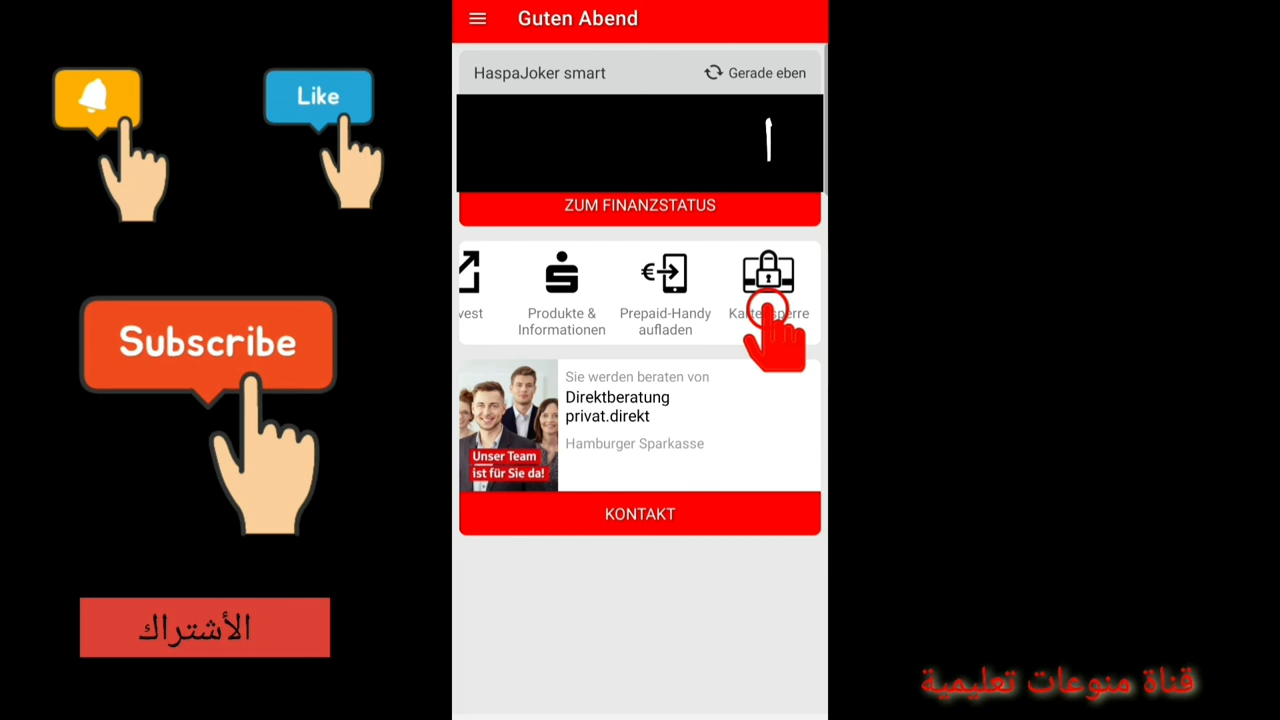 Like
Subscribe
الأشتراك
Guten Abend
HaspaJoker smart
Gerade eben
ZUM FINANZSTATUS
vest
Produkte &
Informationen
Prepaid-Handy
aufladen
Sie werden beraten von
Direktberatung
privat.direkt
Hamburger Sparkasse
Unser Team
ist für Sie da!
KONTAKT
قناة منوعات تعليمية